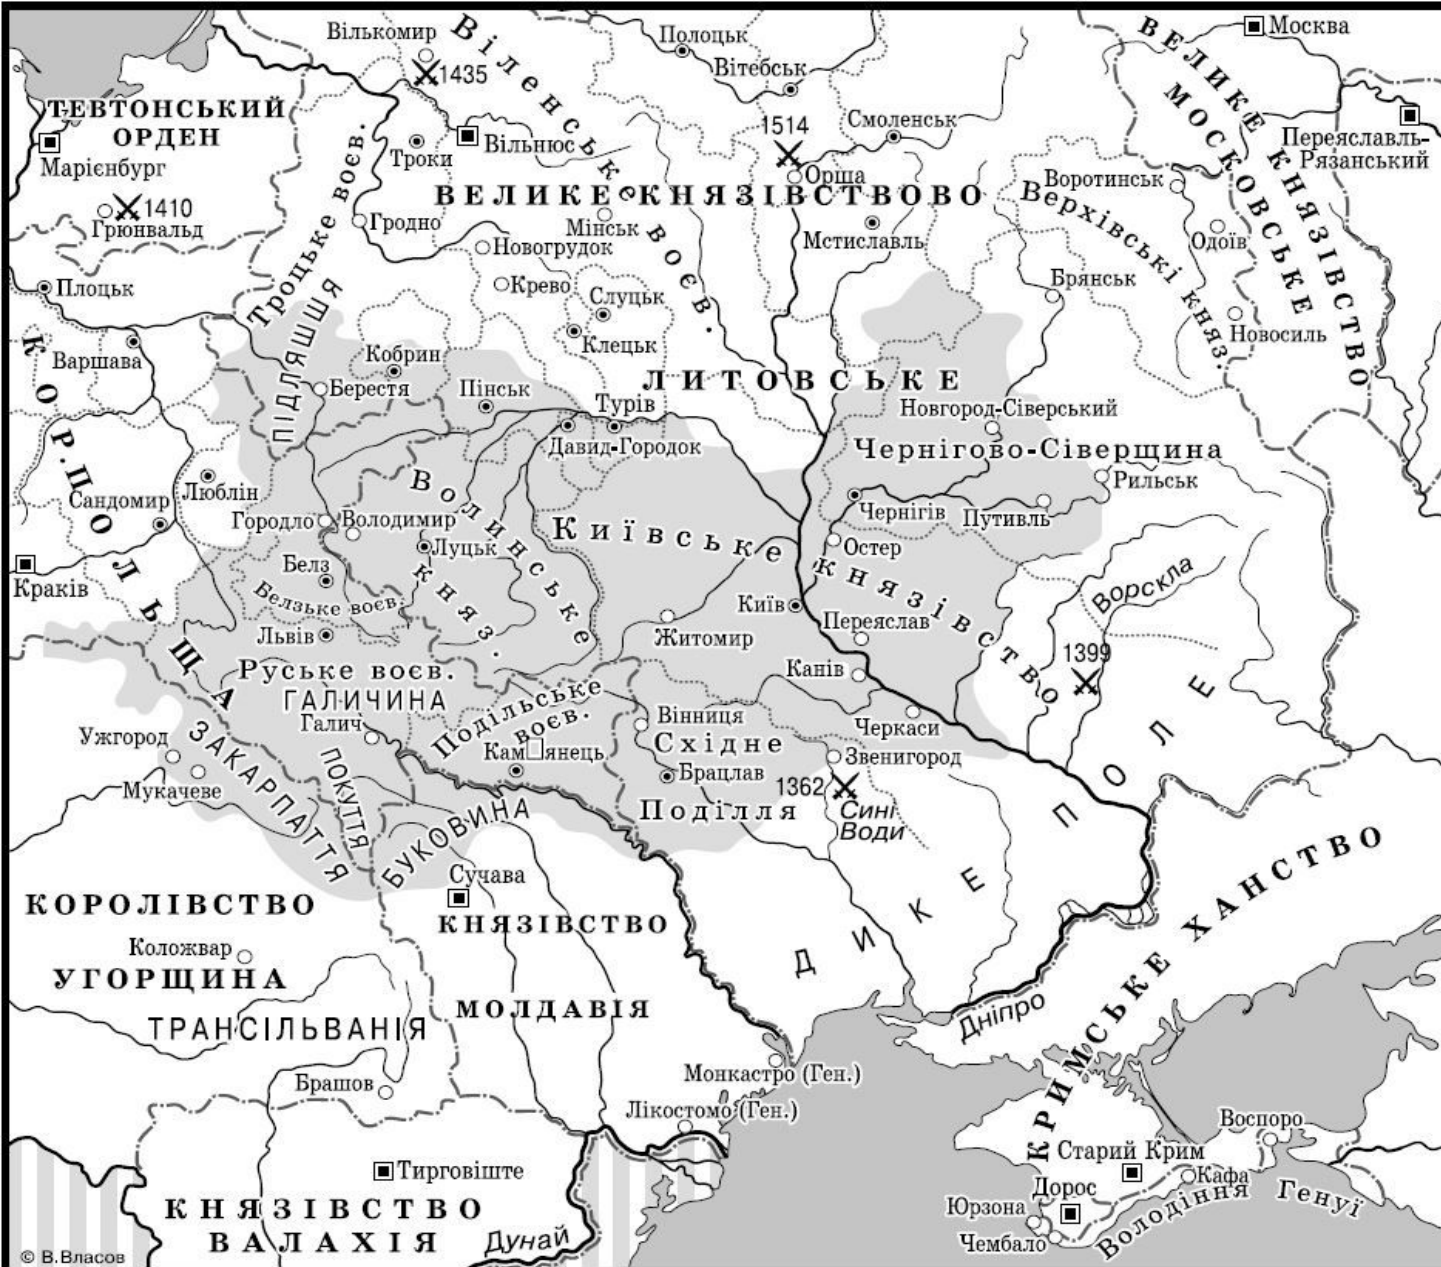 Вількомир
1435
Віленське воєв.
Полоцьк
Вітебськ
ВЕЛИКЕ КНЯЗІВСТВО
МОСКОВСЬКЕ
Москва
ТЕВТОНСЬКИЙ
ОРДЕН
Марієнбург
1410
Грюнвальд
Троцьке воєв.
Троки
Вільнюс
1514
Орша
Смоленськ
Переяславль-
Рязанський
ВЕЛИКЕ КНЯЗІВСТВОВО
Воротинськ
Верхівські княз.
Одоїв
Гродно
Новогрудок
Мінськ
Мстиславль
Крево
Слуцьк
Клецьк
Брянськ
Новосиль
Плоцьк
Варшава
КОР. ПОЛЬЩА
ПІДЛЯШШЯ
Кобрин
Берестя
Пінськ
Турів
Давид-Городок
ЛИТОВСЬКЕ
Новгород-Сіверський
Чернігово-Сіверщина
Рильськ
Путивль
Чернігів
Остер
Сандомир
Люблін
Городло
Володимир
Волинське
княз.
Луцьк
Київське князівство
Краків
Белз
Белзьке воєв.
Львів
Київ
Житомир
Переяслав
Канів
Ворскла
1399
Руське воєв.
ГАЛИЧИНА
Галич
Подільське
воєв.
Кам□янець
Вінниця
Східне
Поділля
Брацлав
Черкаси
Звенигород
1362
Сині
Води
Ужгород
Мукачеве
ЗАКАРПАТТЯ
ПОКУТТЯ
БУКОВИНА
Сучава
ДИКЕ ПОЛЕ
КОРОЛІВСТВО
УГОРЩИНА
Коложвар
ТРАНСІЛЬВАНІЯ
КНЯЗІВСТВО
МОЛДАВІЯ
Дніпро
КРИМСЬКЕ ХАНСТВО
Брашов
Монкастро (Ген.)
Лікостомо (Ген.)
Воспоро
Старий Крим
Кафа
Дорос
Юрзона
Чембало
Володіння Генуї
Тирговіште
КНЯЗІВСТВО
ВАЛАХІЯ
Дунай
© В.Власов